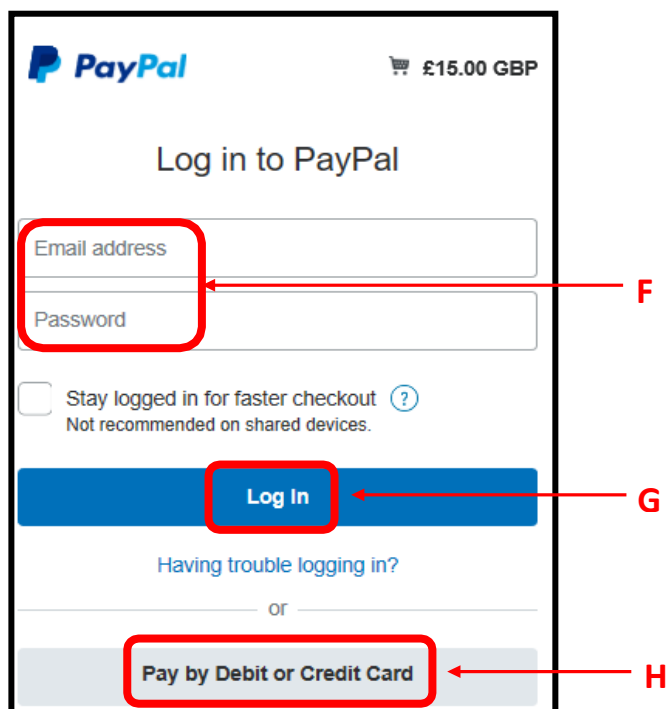 PayPal £15.00 GBP
Log in to PayPal
Email address
F
Password
Stay logged in for faster checkout ?
Not recommended on shared devices.
Log In G
Having trouble logging in?
or
Pay by Debit or Credit Card H